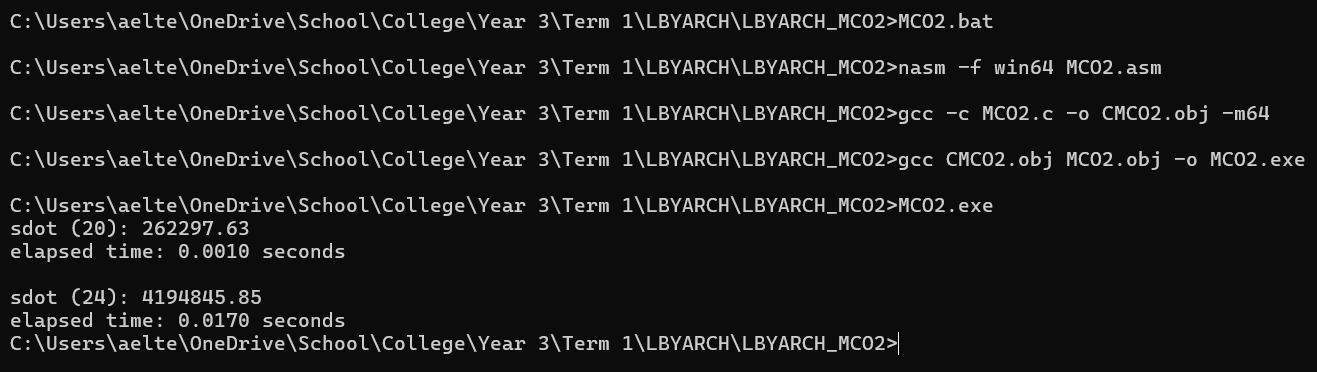 C:\Users\aelte\OneDrive\School\College\Year 3\Term 1\LBYARCH\LBYARCH_MCO2>MCO2.bat
C:\Users\aelte\OneDrive\School\College\Year 3\Term 1\LBYARCH\LBYARCH_MCO2>nasm -f win64 MCO2.asm
C:\Users\aelte\OneDrive\School\College\Year 3\Term 1\LBYARCH\LBYARCH_MCO2>gcc -c MCO2.c -o CMCO2.obj -m64
C:\Users\aelte\OneDrive\School\College\Year 3\Term 1\LBYARCH\LBYARCH_MCO2>gcc CMCO2.obj MCO2.obj -o MCO2.exe
C:\Users\aelte\OneDrive\School\College\Year 3\Term 1\LBYARCH\LBYARCH_MCO2>MCO2.exe
sdot (20): 262297.63
elapsed time: 0.0010 seconds
sdot (24): 4194845.85
elapsed time: 0.0170 seconds
C:\Users\aelte\OneDrive\School\College\Year 3\Term 1\LBYARCH\LBYARCH_MCO2>